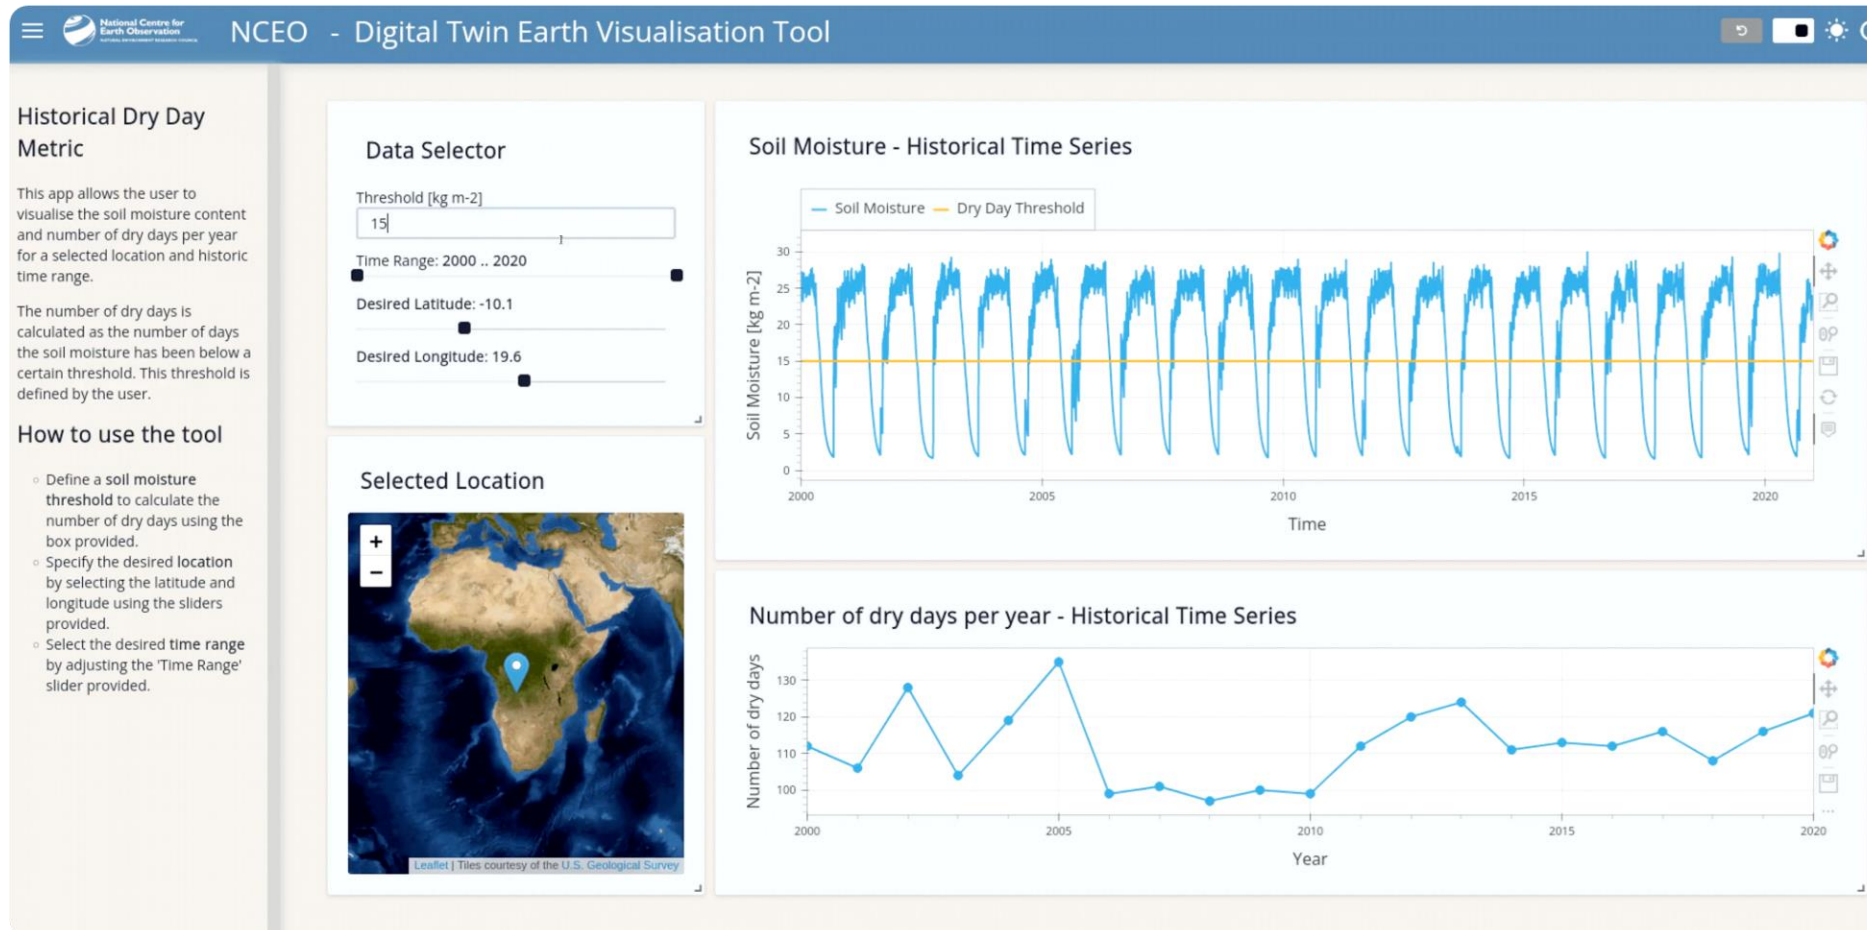 National Centre for
Earth Observation
NATURAL ENVIRONMENT RESEARCH COUNCIL
NCEO - Digital Twin Earth Visualisation Tool
Historical Dry Day
Metric
This app allows the user to
visualise the soil moisture content
and number of dry days per year
for a selected location and historic
time range.
The number of dry days is
calculated as the number of days
the soil moisture has been below a
certain threshold. This threshold is
defined by the user.
How to use the tool
Define a soil moisture
threshold to calculate the
number of dry days using the
box provided.
Specify the desired location
by selecting the latitude and
longitude using the sliders
provided.
Select the desired time range
by adjusting the 'Time Range'
slider provided.
Data Selector
Threshold [kg m-2]
15
Time Range: 2000 .. 2020
Desired Latitude: -10.1
Desired Longitude: 19.6
Selected Location
+
−
Leaflet | Tiles courtesy of the U.S. Geological Survey
Soil Moisture - Historical Time Series
Soil Moisture
Dry Day Threshold
Soil Moisture [kg m-2]
30
25
20
15
10
5
0
2000
2005
2010
2015
2020
Time
Number of dry days per year - Historical Time Series
Number of dry days
130
120
110
100
2000
2005
2010
2015
2020
Year